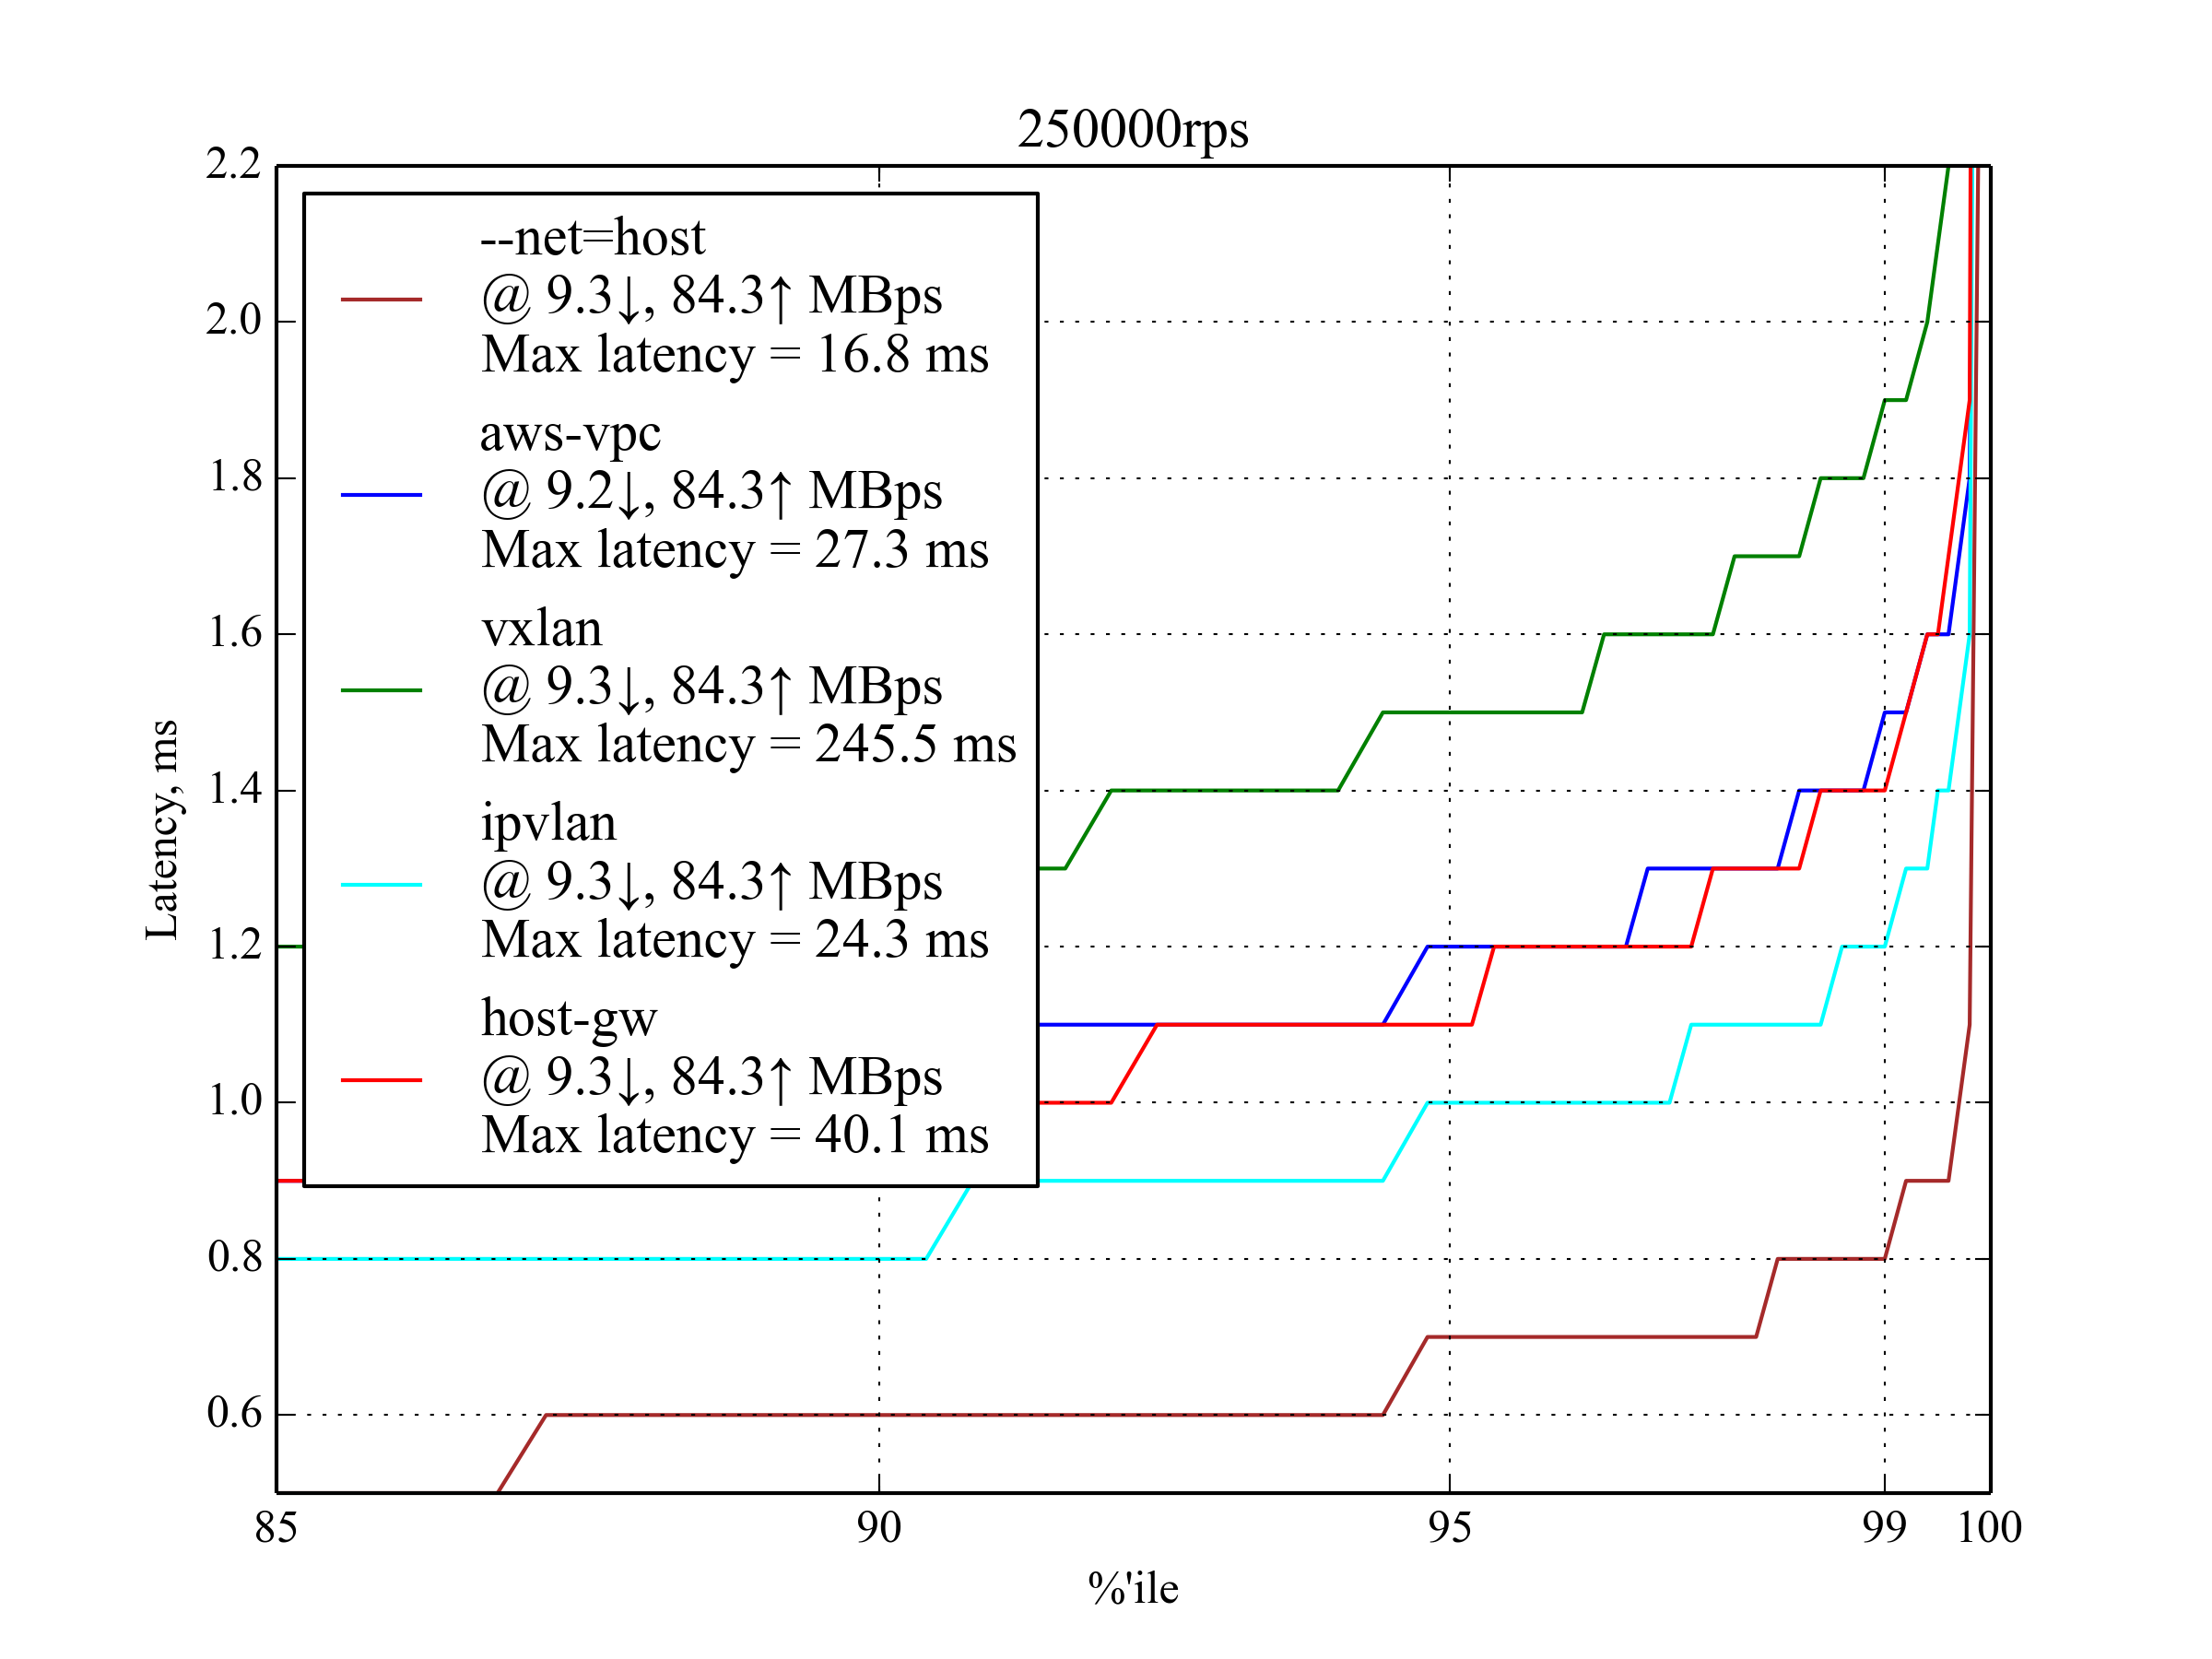 250000rps
2.2
2.0
1.8
1.6
1.4
1.2
1.0
0.8
0.6
Latency, ms
--net=host
@ 9.3↓, 84.3↑ MBps
Max latency = 16.8 ms
aws-vpc
@ 9.2↓, 84.3↑ MBps
Max latency = 27.3 ms
vxlan
@ 9.3↓, 84.3↑ MBps
Max latency = 245.5 ms
ipvlan
@ 9.3↓, 84.3↑ MBps
Max latency = 24.3 ms
host-gw
@ 9.3↓, 84.3↑ MBps
Max latency = 40.1 ms
85 90 95 99 100
%'ile